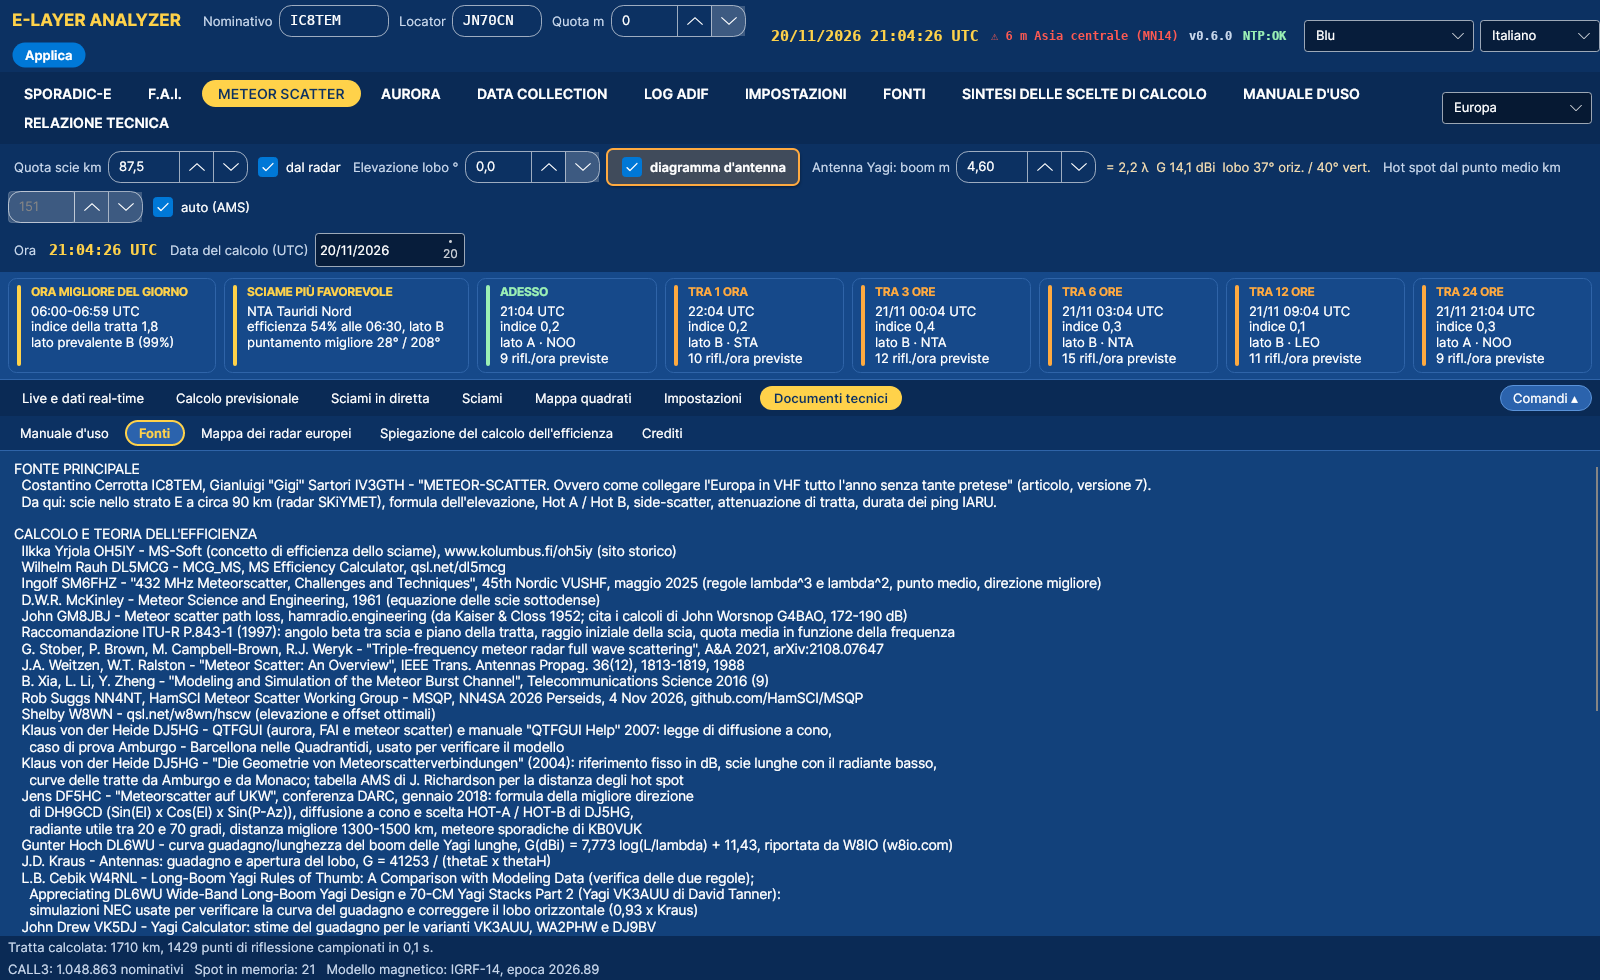 E-LAYER ANALYZER Nominativo IC8TEM Locator JN70CN Quota m 0
20/11/2026 21:04:26 UTC ⚠ 6 m Asia centrale (MN14) v0.6.0 NTP:OK Blu Italiano
Applica
SPORADIC-E F.A.I. METEOR SCATTER AURORA DATA COLLECTION LOG ADIF IMPOSTAZIONI FONTI SINTESI DELLE SCELTE DI CALCOLO MANUALE D'USO
RELAZIONE TECNICA
Europa
Quota scie km 87,5 dal radar Elevazione lobo ° 0,0 diagramma d'antenna Antenna Yagi: boom m 4,60 = 2,2 λ G 14,1 dBi lobo 37° oriz. / 40° vert. Hot spot dal punto medio km
151 auto (AMS)
Ora 21:04:26 UTC Data del calcolo (UTC) 20/11/2026 20
ORA MIGLIORE DEL GIORNO
06:00-06:59 UTC
indice della tratta 1,8
lato prevalente B (99%)
SCIAME PIÙ FAVOREVOLE
NTA Tauridi Nord
efficienza 54% alle 06:30, lato B
puntamento migliore 28° / 208°
ADESSO
21:04 UTC
indice 0,2
lato A · NOO
9 rifl./ora previste
TRA 1 ORA
22:04 UTC
indice 0,2
lato B · STA
10 rifl./ora previste
TRA 3 ORE
21/11 00:04 UTC
indice 0,4
lato B · NTA
12 rifl./ora previste
TRA 6 ORE
21/11 03:04 UTC
indice 0,3
lato B · NTA
15 rifl./ora previste
TRA 12 ORE
21/11 09:04 UTC
indice 0,1
lato B · LEO
11 rifl./ora previste
TRA 24 ORE
21/11 21:04 UTC
indice 0,3
lato A · NOO
9 rifl./ora previste
Live e dati real-time Calcolo previsionale Sciami in diretta Sciami Mappa quadrati Impostazioni Documenti tecnici Comandi ▴
Manuale d'uso Fonti Mappa dei radar europei Spiegazione del calcolo dell'efficienza Crediti
FONTE PRINCIPALE
Costantino Cerrotta IC8TEM, Gianluigi "Gigi" Sartori IV3GTH - "METEOR-SCATTER. Ovvero come collegare l'Europa in VHF tutto l'anno senza tante pretese" (articolo, versione 7).
Da qui: scie nello strato E a circa 90 km (radar SKiYMET), formula dell'elevazione, Hot A / Hot B, side-scatter, attenuazione di tratta, durata dei ping IARU.
CALCOLO E TEORIA DELL'EFFICIENZA
Ilkka Yrjola OH5IY - MS-Soft (concetto di efficienza dello sciame), www.kolumbus.fi/oh5iy (sito storico)
Wilhelm Rauh DL5MCG - MCG_MS, MS Efficiency Calculator, qsl.net/dl5mcg
Ingolf SM6FHZ - "432 MHz Meteorscatter, Challenges and Techniques", 45th Nordic VUSHF, maggio 2025 (regole lambda^3 e lambda^2, punto medio, direzione migliore)
D.W.R. McKinley - Meteor Science and Engineering, 1961 (equazione delle scie sottodense)
John GM8JBJ - Meteor scatter path loss, hamradio.engineering (da Kaiser & Closs 1952; cita i calcoli di John Worsnop G4BAO, 172-190 dB)
Raccomandazione ITU-R P.843-1 (1997): angolo beta tra scia e piano della tratta, raggio iniziale della scia, quota media in funzione della frequenza
G. Stober, P. Brown, M. Campbell-Brown, R.J. Weryk - "Triple-frequency meteor radar full wave scattering", A&A 2021, arXiv:2108.07647
J.A. Weitzen, W.T. Ralston - "Meteor Scatter: An Overview", IEEE Trans. Antennas Propag. 36(12), 1813-1819, 1988
B. Xia, L. Li, Y. Zheng - "Modeling and Simulation of the Meteor Burst Channel", Telecommunications Science 2016 (9)
Rob Suggs NN4NT, HamSCI Meteor Scatter Working Group - MSQP, NN4SA 2026 Perseids, 4 Nov 2026, github.com/HamSCI/MSQP
Shelby W8WN - qsl.net/w8wn/hscw (elevazione e offset ottimali)
Klaus von der Heide DJ5HG - QTFGUI (aurora, FAI e meteor scatter) e manuale "QTFGUI Help" 2007: legge di diffusione a cono,
caso di prova Amburgo - Barcellona nelle Quadrantidi, usato per verificare il modello
Klaus von der Heide DJ5HG - "Die Geometrie von Meteorscatterverbindungen" (2004): riferimento fisso in dB, scie lunghe con il radiante basso,
curve delle tratte da Amburgo e da Monaco; tabella AMS di J. Richardson per la distanza degli hot spot
Jens DF5HC - "Meteorscatter auf UKW", conferenza DARC, gennaio 2018: formula della migliore direzione
di DH9GCD (Sin(El) x Cos(El) x Sin(P-Az)), diffusione a cono e scelta HOT-A / HOT-B di DJ5HG,
radiante utile tra 20 e 70 gradi, distanza migliore 1300-1500 km, meteore sporadiche di KB0VUK
Gunter Hoch DL6WU - curva guadagno/lunghezza del boom delle Yagi lunghe, G(dBi) = 7,773 log(L/lambda) + 11,43, riportata da W8IO (w8io.com)
J.D. Kraus - Antennas: guadagno e apertura del lobo, G = 41253 / (thetaE x thetaH)
L.B. Cebik W4RNL - Long-Boom Yagi Rules of Thumb: A Comparison with Modeling Data (verifica delle due regole);
Appreciating DL6WU Wide-Band Long-Boom Yagi Design e 70-CM Yagi Stacks Part 2 (Yagi VK3AUU di David Tanner):
simulazioni NEC usate per verificare la curva del guadagno e correggere il lobo orizzontale (0,93 x Kraus)
John Drew VK5DJ - Yagi Calculator: stime del guadagno per le varianti VK3AUU, WA2PHW e DJ9BV
Tratta calcolata: 1710 km, 1429 punti di riflessione campionati in 0,1 s.
CALL3: 1.048.863 nominativi Spot in memoria: 21 Modello magnetico: IGRF-14, epoca 2026.89